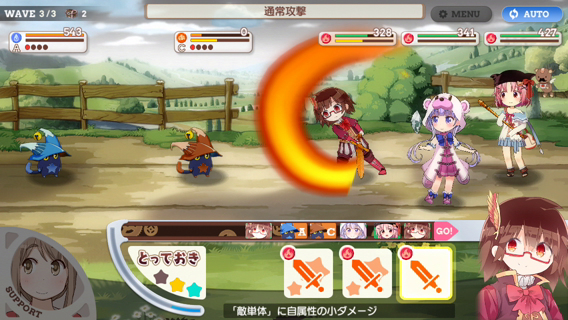 WAVE 3/3 2
通常攻撃
MENU
AUTO
543
A
0
C
328
341
427
A
C
GO!
とっておき
SUPPORT
「敵単体」に自属性の小ダメージ